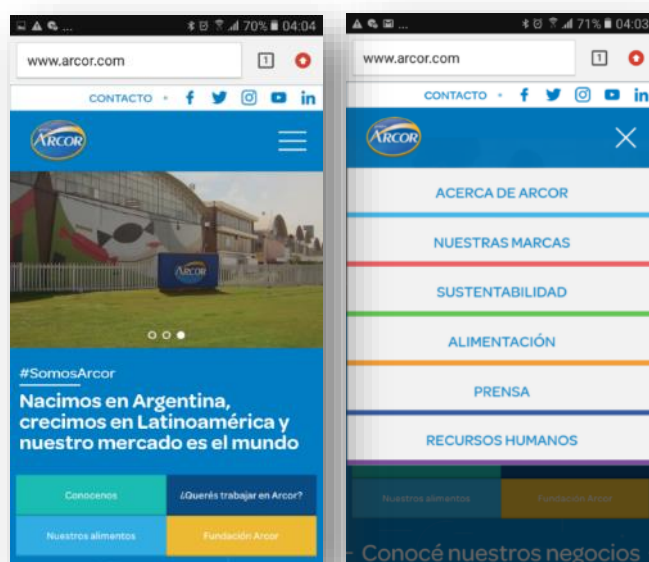 70% 04:04
www.arcor.com
1
CONTACTO
ARCOR
ARCOR
#SomosArcor
Nacimos en Argentina,
crecimos en Latinoamérica y
nuestro mercado es el mundo
Conocenos
¿Querés trabajar en Arcor?
Nuestros alimentos
Fundación Arcor
71% 04:03
www.arcor.com
1
CONTACTO
ARCOR
ACERCA DE ARCOR
NUESTRAS MARCAS
SUSTENTABILIDAD
ALIMENTACIÓN
PRENSA
RECURSOS HUMANOS
Nuestros alimentos
Fundación Arcor
Conocé nuestros negocios